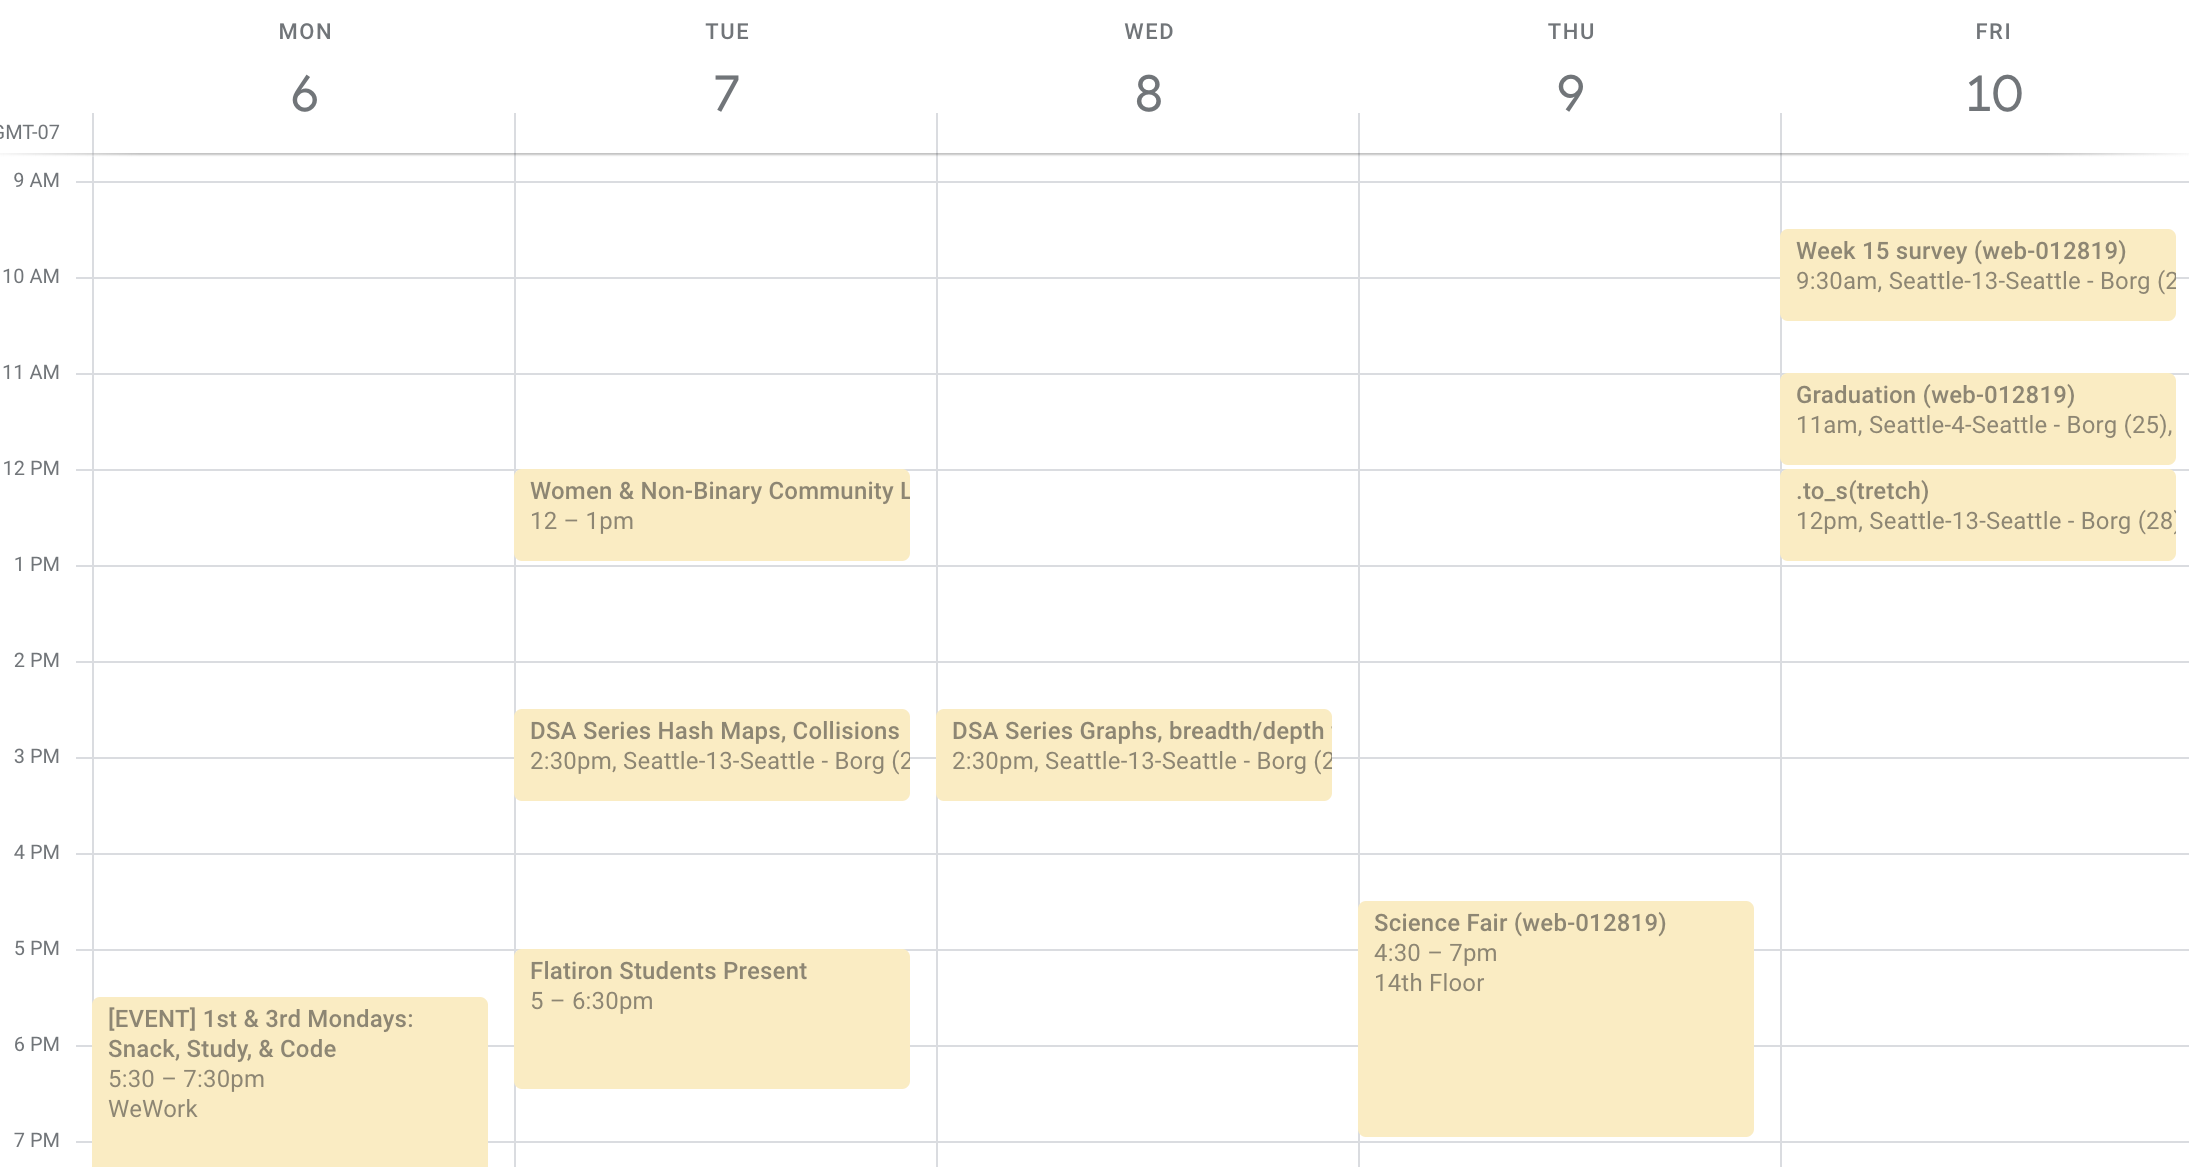 MON
TUE
WED
THU
FRI
6
7
8
9
10
GMT-07
9 AM
10 AM
11 AM
12 PM
1 PM
2 PM
3 PM
4 PM
5 PM
6 PM
7 PM
[EVENT] 1st & 3rd Mondays:
Snack, Study, & Code
5:30 – 7:30pm
WeWork
Women & Non-Binary Community L
12 – 1pm
DSA Series Hash Maps, Collisions
2:30pm, Seattle-13-Seattle - Borg (2
Flatiron Students Present
5 – 6:30pm
DSA Series Graphs, breadth/depth
2:30pm, Seattle-13-Seattle - Borg (2
Science Fair (web-012819)
4:30 – 7pm
14th Floor
Week 15 survey (web-012819)
9:30am, Seattle-13-Seattle - Borg (2
Graduation (web-012819)
11am, Seattle-4-Seattle - Borg (25),
.to_s(tretch)
12pm, Seattle-13-Seattle - Borg (28)